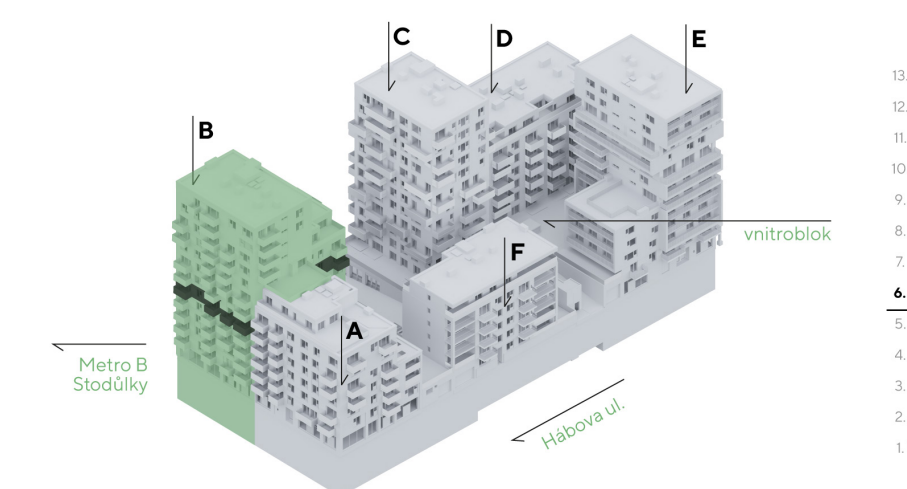 C
D
E
B
F
A
vnitroblok
Metro B
Stodůlky
Hábova ul.
13.
12.
11.
10
9.
8.
7.
6.
5.
4.
3.
2.
1.